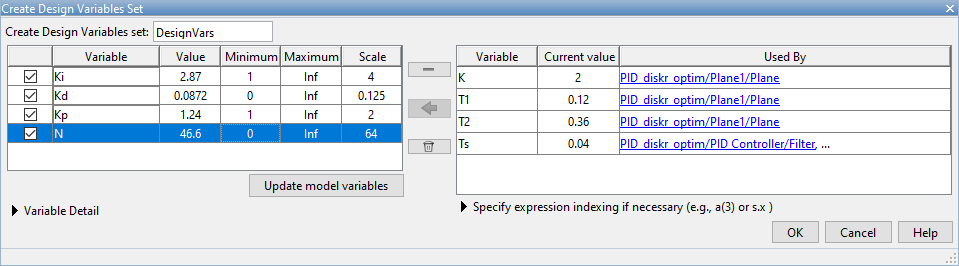 Create Design Variables Set
Create Design Variables set: DesignVars
Variable Value Minimum Maximum Scale
Ki 2.87 1 Inf 4
Kd 0.0872 0 Inf 0.125
Kp 1.24 1 Inf 2
N 46.6 0 Inf 64
Update model variables
Variable Detail
Variable Current value Used By
K 2 PID_diskr_optim/Plane1/Plane
T1 0.12 PID_diskr_optim/Plane1/Plane
T2 0.36 PID_diskr_optim/Plane1/Plane
Ts 0.04 PID_diskr_optim/PID Controller/Filter, ...
Specify expression indexing if necessary (e.g., a(3) or s.x )
OK Cancel Help